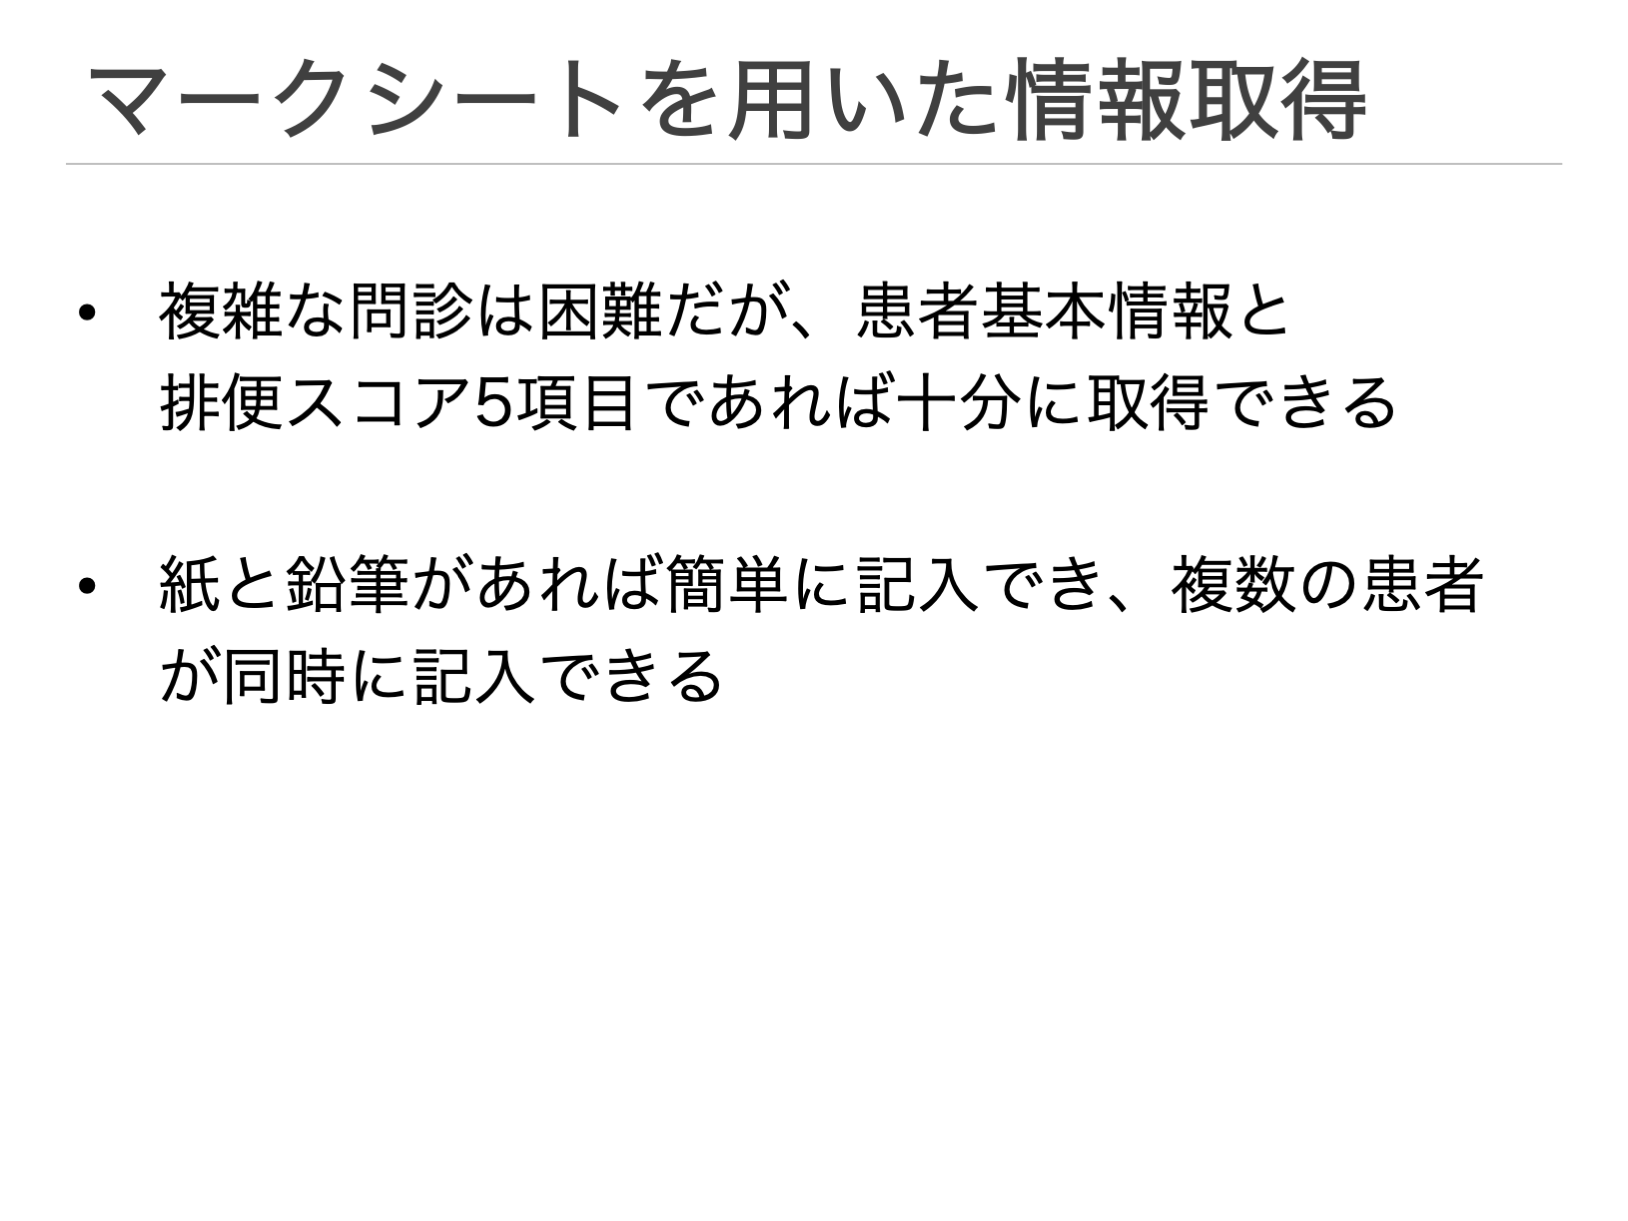 マークシートを用いた情報取得
• 複雑な問診は困難だが、患者基本情報と
排便スコア5項目であれば十分に取得できる
• 紙と鉛筆があれば簡単に記入でき、複数の患者
が同時に記入できる